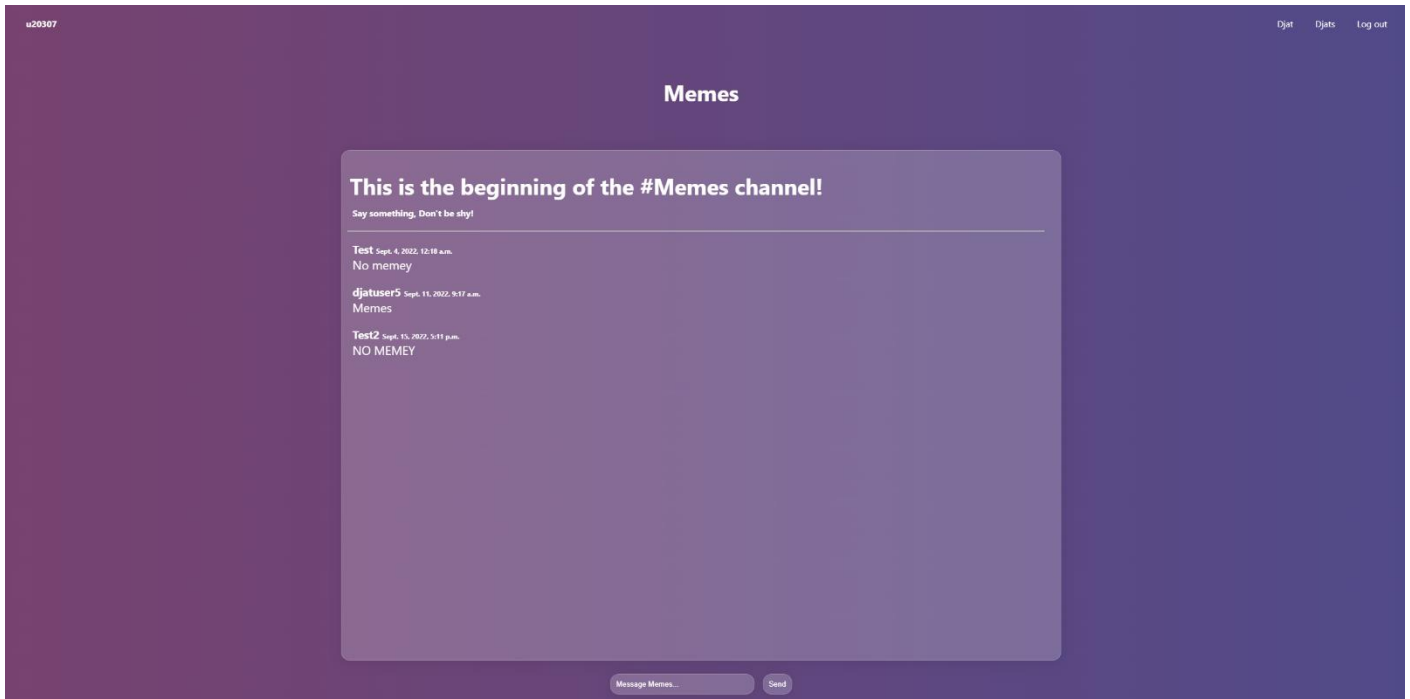 u20307
Djat Djats Log out
Memes
This is the beginning of the #Memes channel!
Say something, Don't be shy!
Test Sept. 4, 2022, 12:18 a.m.
No memey
djatuser5 Sept. 11, 2022, 9:17 a.m.
Memes
Test2 Sept. 15, 2022, 5:11 p.m.
NO MEMEY
Message Memes...
Send